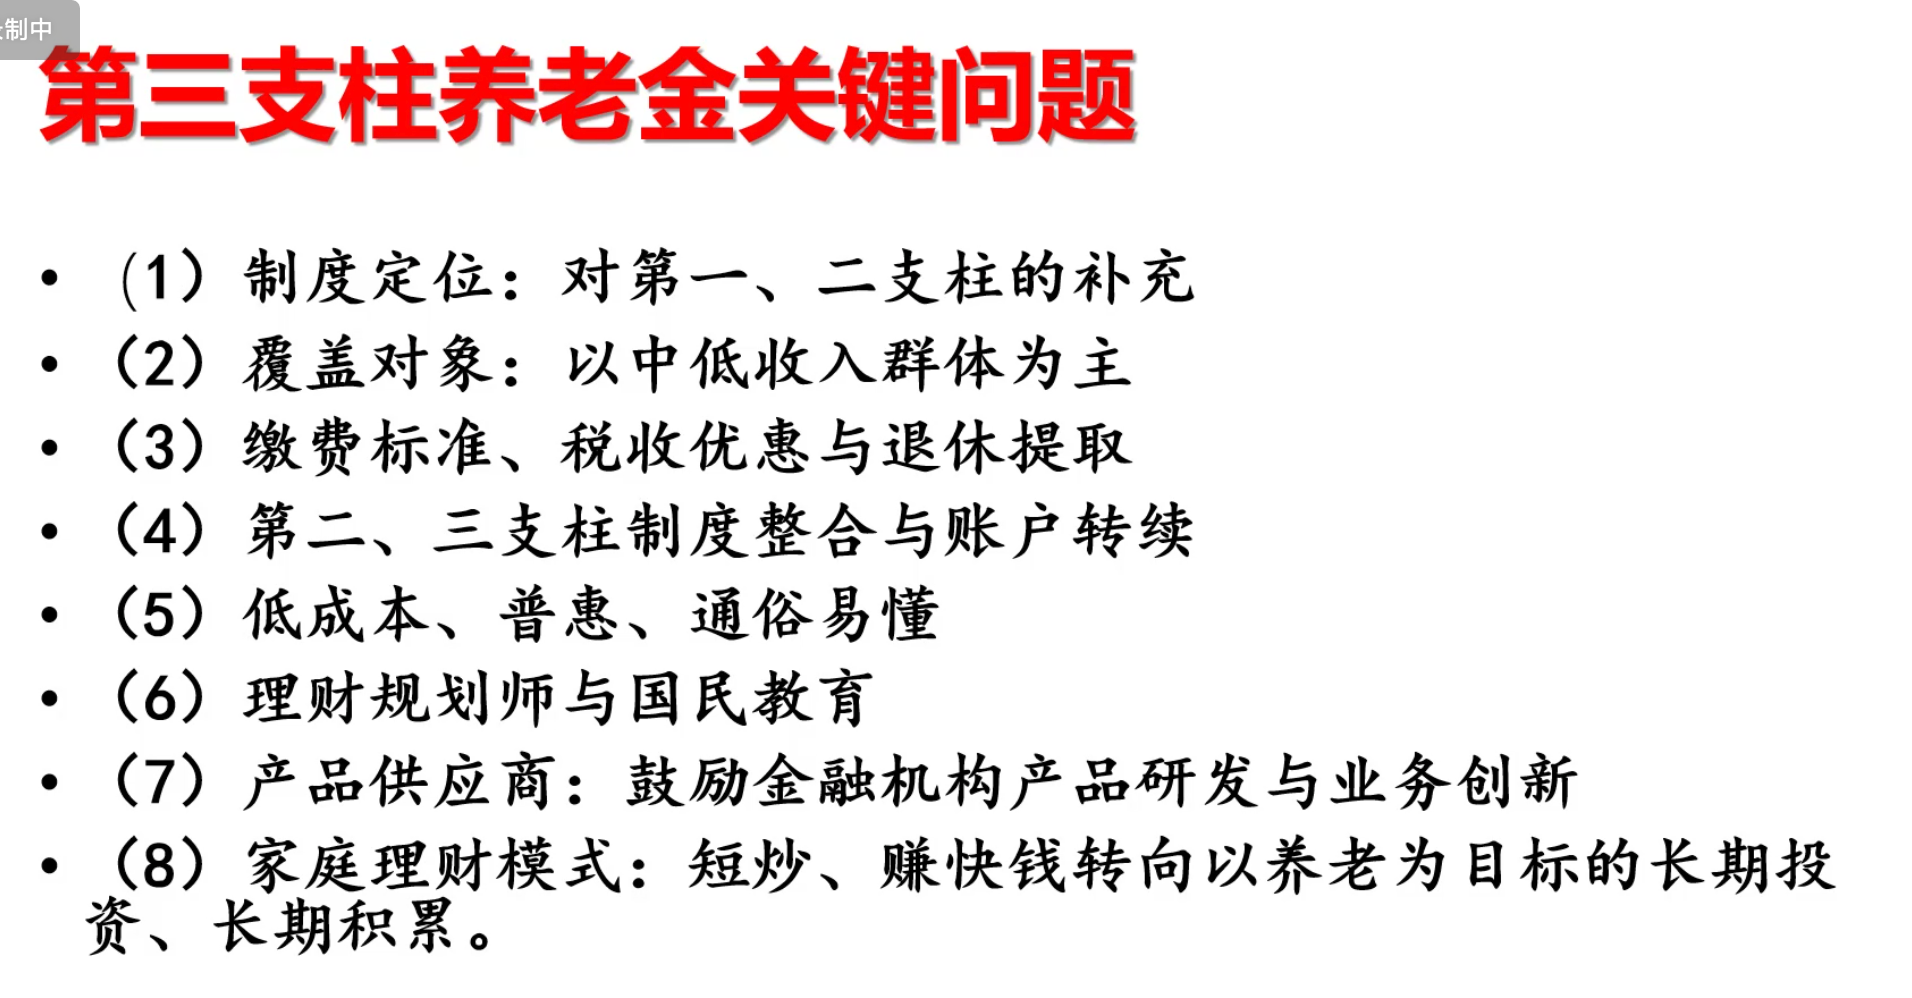 制中
第三支柱养老金关键问题
• （1）制度定位：对第一、二支柱的补充
• （2）覆盖对象：以中低收入群体为主
• （3）缴费标准、税收优惠与退休提取
• （4）第二、三支柱制度整合与账户转续
• （5）低成本、普惠、通俗易懂
• （6）理财规划师与国民教育
• （7）产品供应商：鼓励金融机构产品研发与业务创新
• （8）家庭理财模式：短炒、赚快钱转向以养老为目标的长期投
资、长期积累。